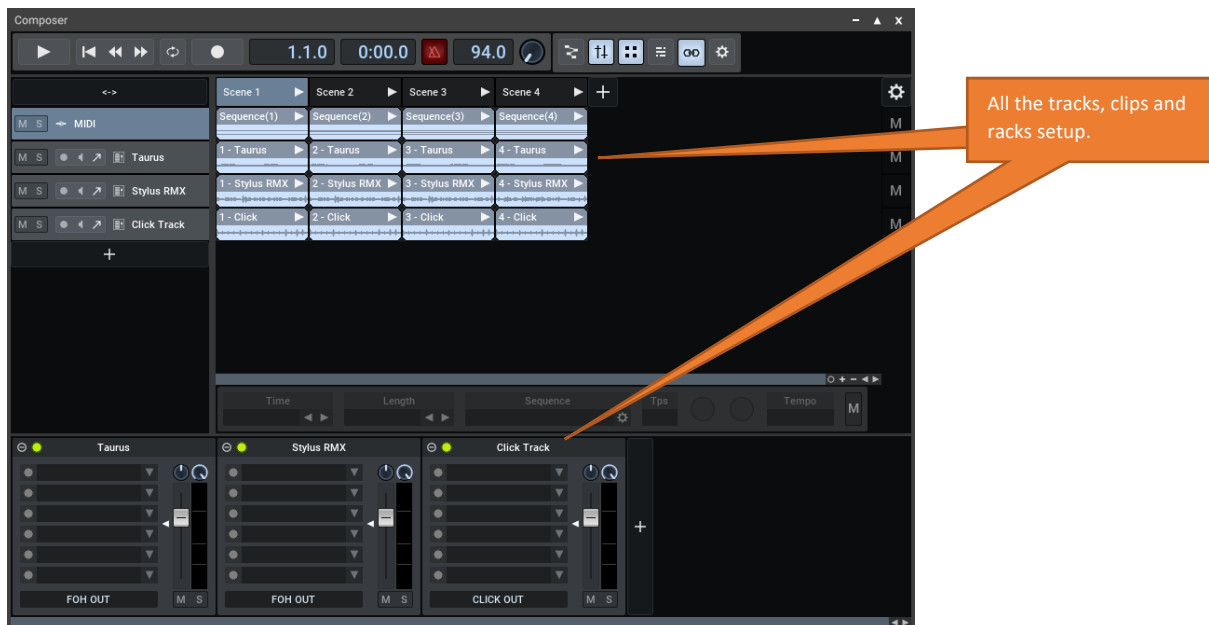 Composer
1.1.0 0:00.0 94.0
<-> Scene 1 Scene 2 Scene 3 Scene 4
M S MIDI Sequence(1) Sequence(2) Sequence(3) Sequence(4) M
M S Taurus 1 - Taurus 2 - Taurus 3 - Taurus 4 - Taurus M
M S Stylus RMX 1 - Stylus RMX 2 - Stylus RMX 3 - Stylus RMX 4 - Stylus RMX M
M S Click Track 1 - Click 2 - Click 3 - Click 4 - Click M
All the tracks, clips and
racks setup.
Time Length Sequence Tps Tempo M
Taurus Stylus RMX Click Track
FOH OUT M S FOH OUT M S CLICK OUT M S